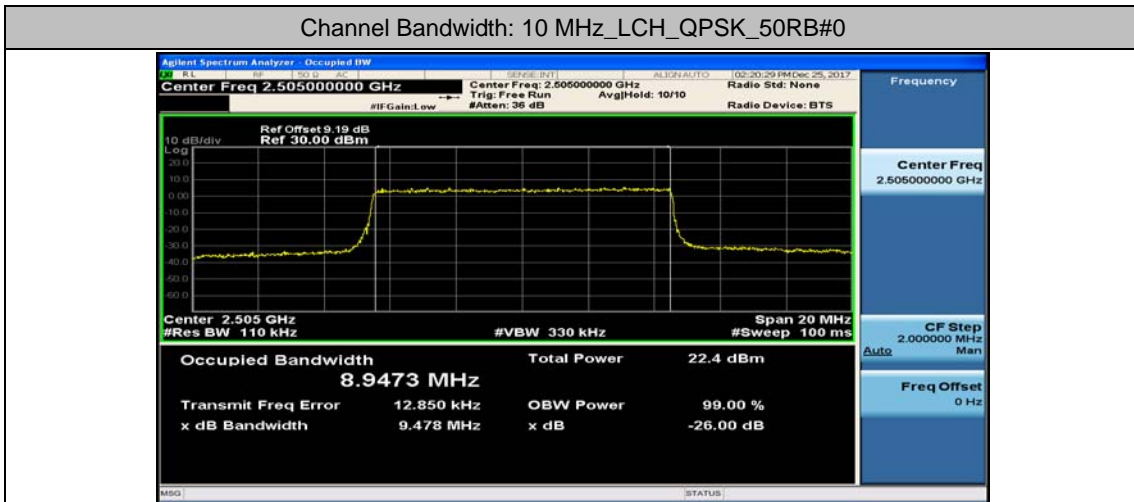 Channel Bandwidth: 10 MHz_LCH_QPSK_50RB#0
Agilent Spectrum Analyzer - Occupied BW
RL RF 50 Ω AC SENSE:INT ALIGN AUTO 02:20:29 PM Dec 25, 2017
Center Freq 2.505000000 GHz Center Freq: 2.505000000 GHz Radio Std: None Frequency
Trig: Free Run Avg|Hold: 10/10
#IFGain:Low #Atten: 36 dB Radio Device: BTS
Ref Offset 9.19 dB
10 dB/div Ref 30.00 dBm
Log
20.0
10.0
0.00
-10.0
-20.0
-30.0
-40.0
-50.0
-60.0
Center Freq
2.505000000 GHz
Center 2.505 GHz Span 20 MHz
#Res BW 110 kHz #VBW 330 kHz #Sweep 100 ms
CF Step
2.000000 MHz
Auto Man
Occupied Bandwidth Total Power 22.4 dBm
8.9473 MHz
Freq Offset
0 Hz
Transmit Freq Error 12.850 kHz OBW Power 99.00 %
x dB Bandwidth 9.478 MHz x dB -26.00 dB
MSG STATUS